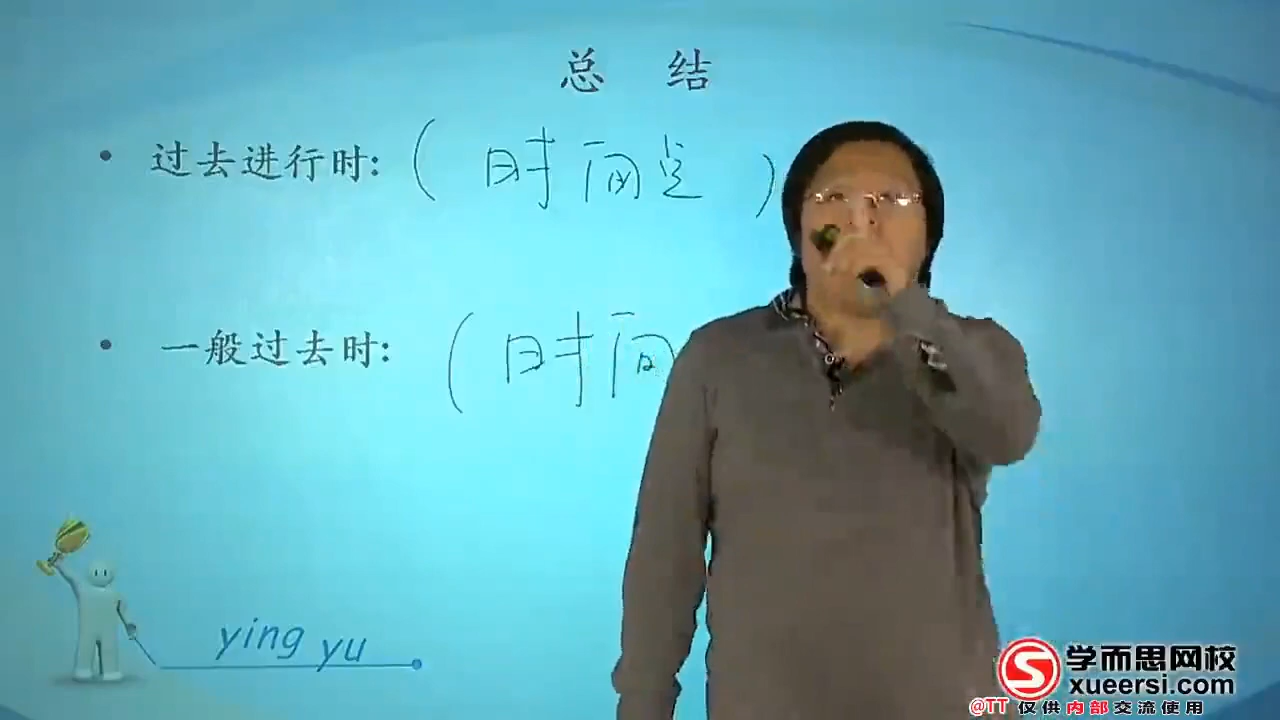 总 结
• 过去进行时: ( 时间点 )
• 一般过去时: ( 时间
ying yu
学而思网校
xueersi.com
@TT 仅供内部交流使用